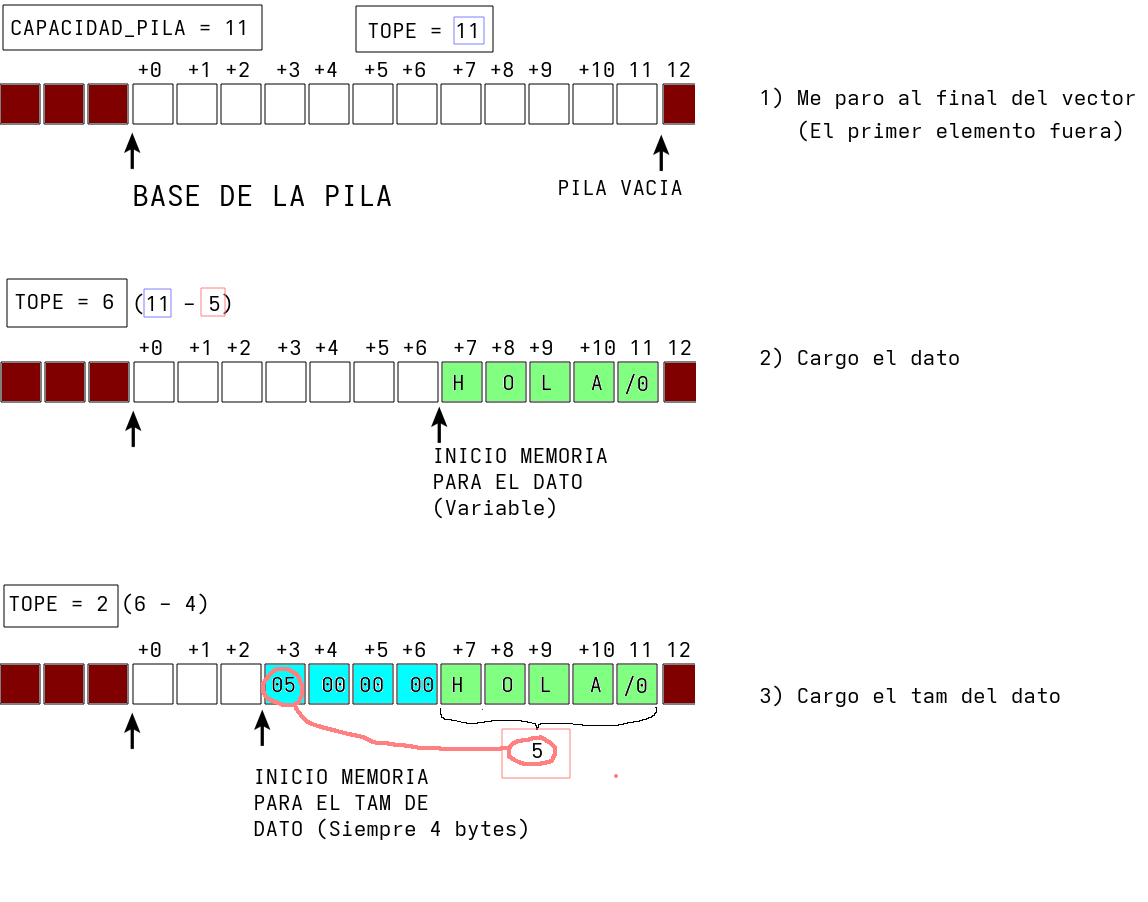 CAPACIDAD_PILA = 11
TOPE = 11
+0 +1 +2 +3 +4 +5 +6 +7 +8 +9 +10 11 12
1) Me paro al final del vector
(El primer elemento fuera)
BASE DE LA PILA
PILA VACIA
TOPE = 6 (11 - 5)
+0 +1 +2 +3 +4 +5 +6 +7 +8 +9 +10 11 12
H O L A /0
2) Cargo el dato
INICIO MEMORIA
PARA EL DATO
(Variable)
TOPE = 2 (6 - 4)
+0 +1 +2 +3 +4 +5 +6 +7 +8 +9 +10 11 12
05 00 00 00 H O L A /0
3) Cargo el tam del dato
5
INICIO MEMORIA
PARA EL TAM DE
DATO (Siempre 4 bytes)